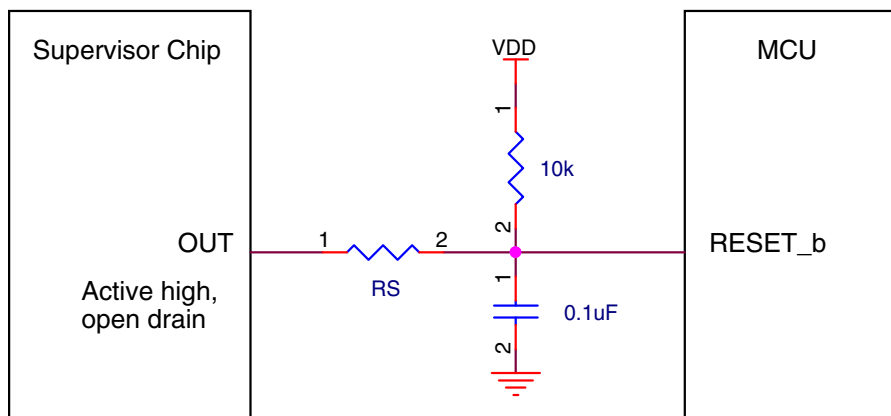 Supervisor Chip
VDD
MCU
1
10k
2
OUT
1
2
RESET_b
Active high,
open drain
RS
1
0.1uF
2